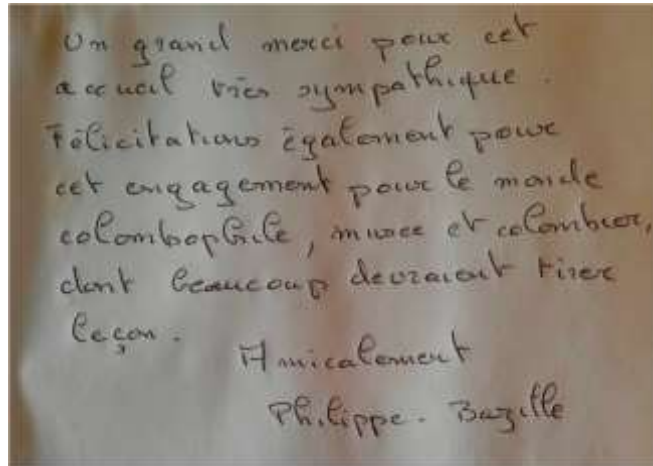 Un grand merci pour cet
accueil très sympathique.
Félicitations également pour
cet engagement pour le monde
colombophile, musée et colombier,
dont beaucoup devraient tirer
leçon.
Amicalement
Philippe. Bazille